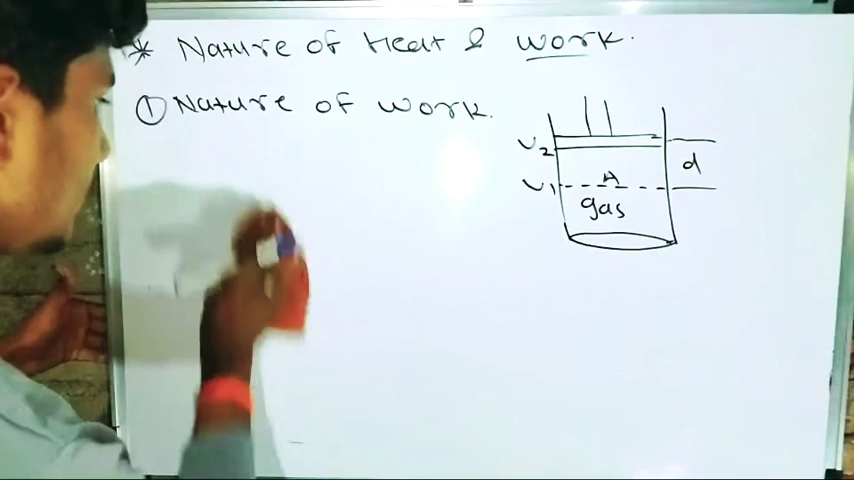 * Nature of Heat & work.
① Nature of work.
V2
d
V1
A
gas